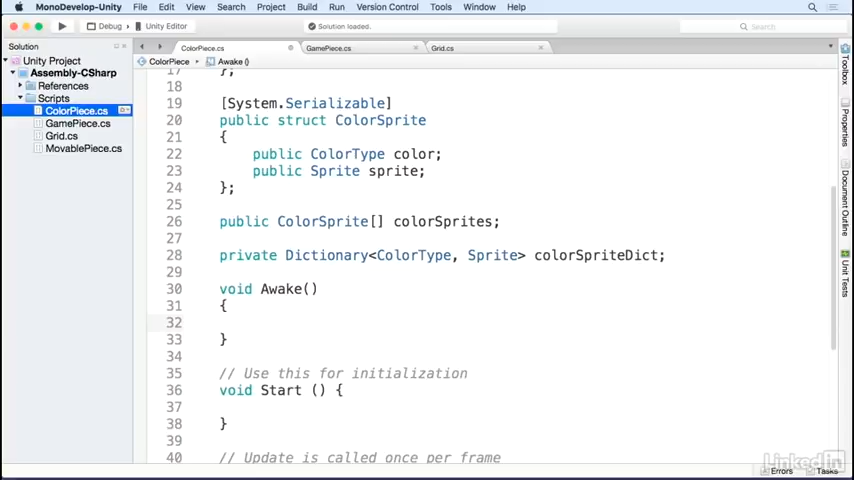 MonoDevelop-Unity File Edit View Search Project Build Run Version Control Tools Window Help
Debug › Unity Editor Solution loaded. Search
Solution
Unity Project
Assembly-CSharp
References
Scripts
ColorPiece.cs
GamePiece.cs
Grid.cs
MovablePiece.cs
ColorPiece.cs GamePiece.cs Grid.cs
ColorPiece › Awake ()
17 };
18
19 [System.Serializable]
20 public struct ColorSprite
21 {
22 public ColorType color;
23 public Sprite sprite;
24 };
25
26 public ColorSprite[] colorSprites;
27
28 private Dictionary<ColorType, Sprite> colorSpriteDict;
29
30 void Awake()
31 {
32
33 }
34
35 // Use this for initialization
36 void Start () {
37
38 }
39
40 // Update is called once per frame
Toolbox
Properties
Document Outline
Unit Tests
LinkedIn
Errors Tasks